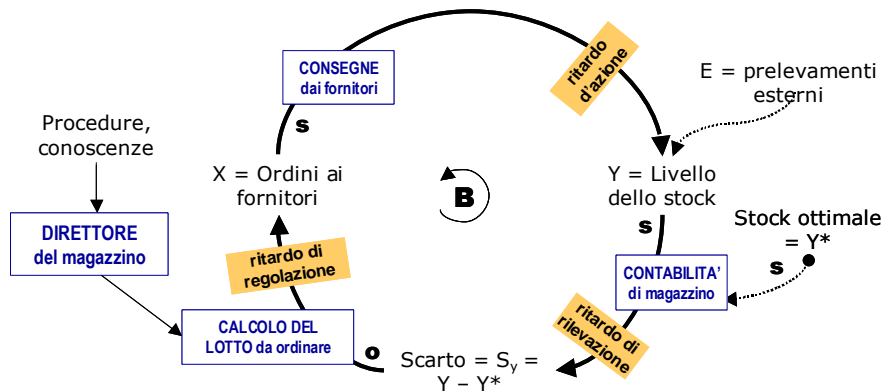 CONSEGNE
dai fornitori
ritardo
d'azione
E = prelevamenti
esterni
s
Procedure,
conoscenze
X = Ordini ai
fornitori
B
Y = Livello
dello stock
s
Stock ottimale
= Y*
s
DIRETTORE
del magazzino
ritardo di
regolazione
CONTABILITA'
di magazzino
ritardo di
rilevazione
CALCOLO DEL
LOTTO da ordinare
o
Scarto = Sy =
Y – Y*